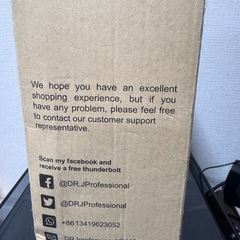 We hope you have an excellent
shopping experience, but if you
have any problem, please feel free
to contact our customer support
representative.
Scan my facebook and
receive a free thunderbolt
@DR.JProfessional
@DRJProfessional
+8613419623052